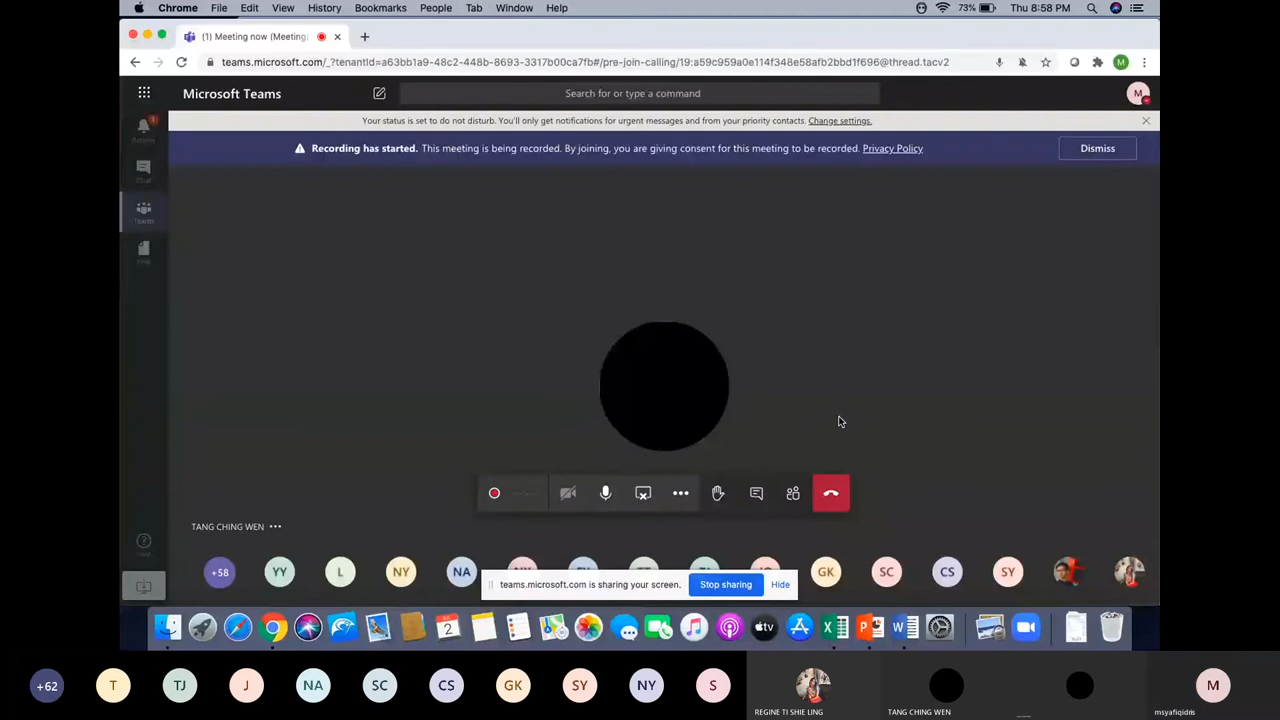 Chrome File Edit View History Bookmarks People Tab Window Help 73% Thu 8:58 PM
(1) Meeting now (Meeting
teams.microsoft.com/_?tenantId=a63bb1a9-48c2-448b-8693-3317b00ca7fb#/pre-join-calling/19:a59c959a0e114f348e58afb2bbd1f696@thread.tacv2 M
Microsoft Teams Search for or type a command M
Your status is set to do not disturb. You'll only get notifications for urgent messages and from your priority contacts. Change settings.
1
Activity
Recording has started. This meeting is being recorded. By joining, you are giving consent for this meeting to be recorded. Privacy Policy Dismiss
Chat
Teams
TANG CHING WEN
+58 YY L NY NA GK SC CS SY
teams.microsoft.com is sharing your screen. Stop sharing Hide
2 tv
+62 T TJ J NA SC CS GK SY NY S M
REGINE TI SHIE LING TANG CHING WEN msyafiqidris